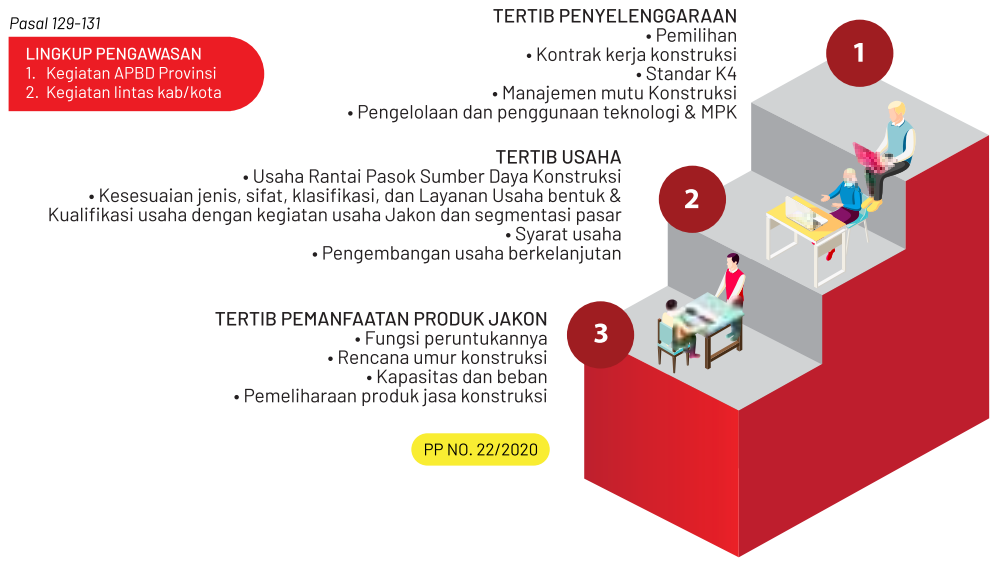 Pasal 129-131
LINGKUP PENGAWASAN
1. Kegiatan APBD Provinsi
2. Kegiatan lintas kab/kota
TERTIB PENYELENGGARAAN
• Pemilihan
• Kontrak kerja konstruksi
• Standar K4
• Manajemen mutu Konstruksi
• Pengelolaan dan penggunaan teknologi & MPK
1
TERTIB USAHA
• Usaha Rantai Pasok Sumber Daya Konstruksi
• Kesesuaian jenis, sifat, klasifikasi, dan Layanan Usaha bentuk &
Kualifikasi usaha dengan kegiatan usaha Jakon dan segmentasi pasar
• Syarat usaha
• Pengembangan usaha berkelanjutan
2
TERTIB PEMANFAATAN PRODUK JAKON
• Fungsi peruntukannya
• Rencana umur konstruksi
• Kapasitas dan beban
• Pemeliharaan produk jasa konstruksi
3
PP NO. 22/2020